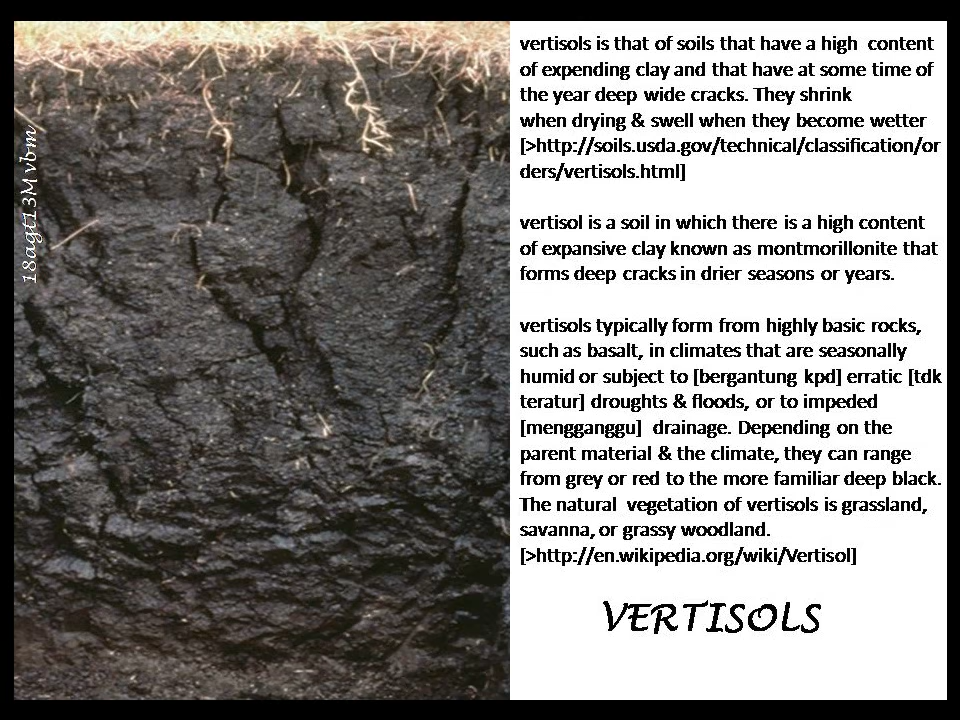 18agt13M vbm
vertisols is that of soils that have a high content
of expending clay and that have at some time of
the year deep wide cracks. They shrink
when drying & swell when they become wetter
[>http://soils.usda.gov/technical/classification/or
ders/vertisols.html]
vertisol is a soil in which there is a high content
of expansive clay known as montmorillonite that
forms deep cracks in drier seasons or years.
vertisols typically form from highly basic rocks,
such as basalt, in climates that are seasonally
humid or subject to [bergantung kpd] erratic [tdk
teratur] droughts & floods, or to impeded
[mengganggu] drainage. Depending on the
parent material & the climate, they can range
from grey or red to the more familiar deep black.
The natural vegetation of vertisols is grassland,
savanna, or grassy woodland.
[>http://en.wikipedia.org/wiki/Vertisol]
VERTISOLS